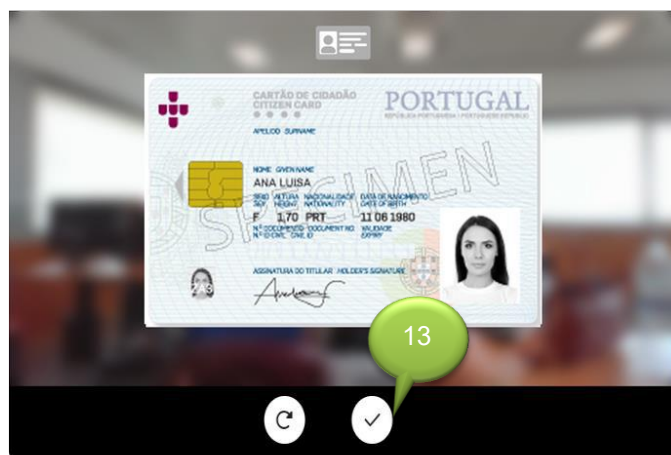 CARTÃO DE CIDADÃO
CITIZEN CARD
PORTUGAL
REPÚBLICA PORTUGUESA | PORTUGUESE REPUBLIC
APELIDO SURNAME
NOME GIVEN NAME
ANA LUISA
SEXO ALTURA NACIONALIDADE DATA DE NASCIMENTO
SEX HEIGHT NATIONALITY DATE OF BIRTH
F 1,70 PRT 11 06 1980
Nº DOCUMENTO DOCUMENT NO VALIDADE
Nº ID CIVIL CIVIL ID EXPIRY
SPECIMEN
ASSINATURA DO TITULAR HOLDER'S SIGNATURE
13